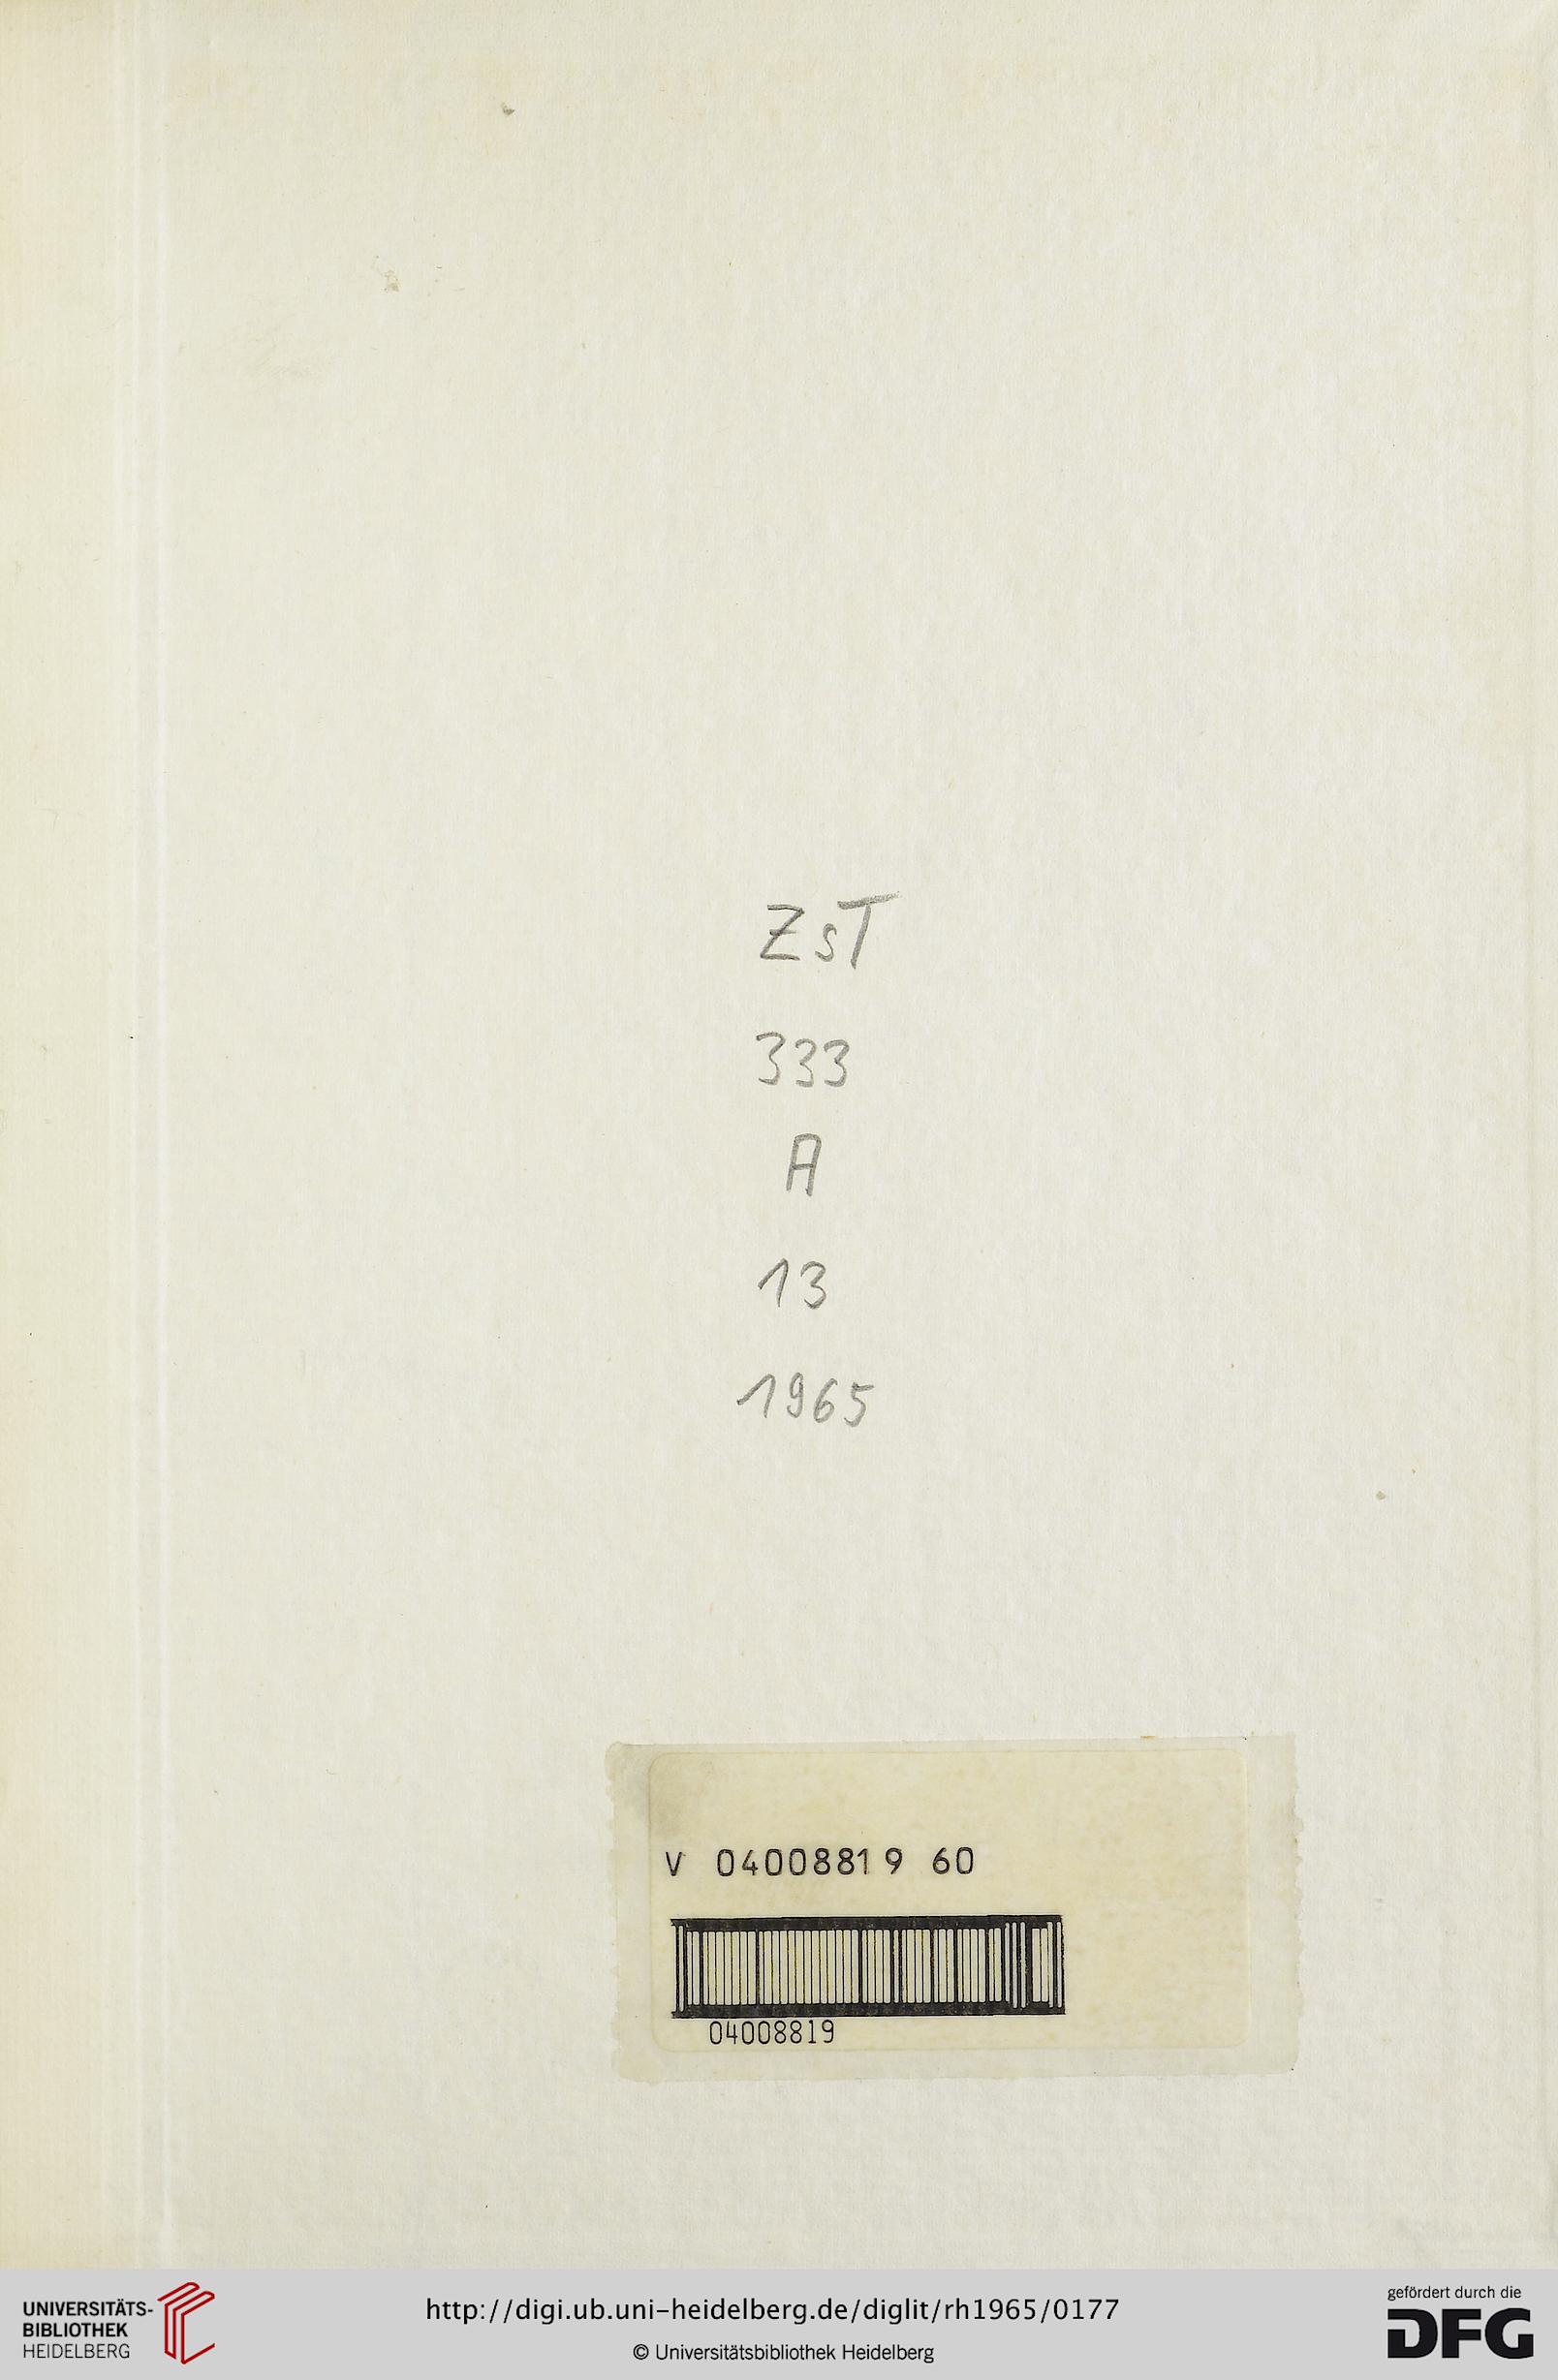 ZsT
333
A
13
1965
V 04008819 60
04008819
UNIVERSITÄTS-
BIBLIOTHEK
HEIDELBERG
http://digi.ub.uni-heidelberg.de/diglit/rh1965/0177
© Universitätsbibliothek Heidelberg
gefördert durch die
DFG